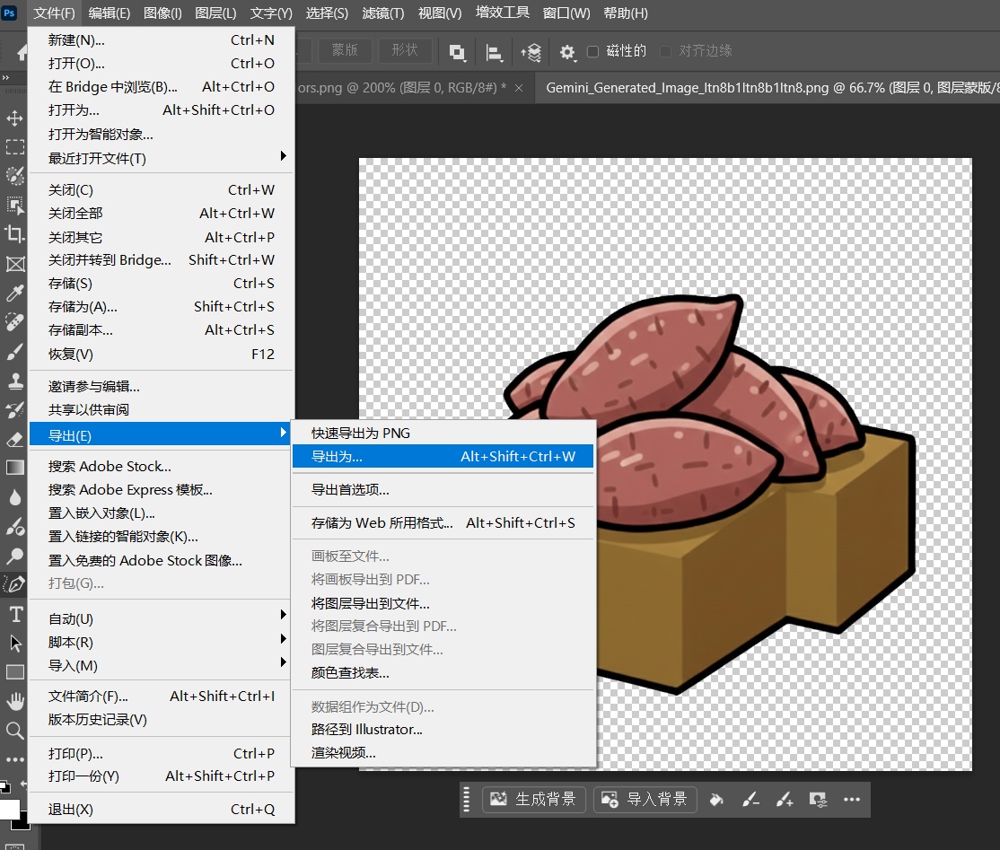 Ps 文件(F) 编辑(E) 图像(I) 图层(L) 文字(Y) 选择(S) 滤镜(T) 视图(V) 增效工具 窗口(W) 帮助(H)
蒙版 形状 磁性的 对齐边缘
ors.png @ 200% (图层 0, RGB/8#) * ×
Gemini_Generated_Image_ltn8b1ltn8b1ltn8.png @ 66.7% (图层 0, 图层蒙版/8
新建(N)... Ctrl+N
打开(O)... Ctrl+O
在 Bridge 中浏览(B)... Alt+Ctrl+O
打开为... Alt+Shift+Ctrl+O
打开为智能对象...
最近打开文件(T)
关闭(C) Ctrl+W
关闭全部 Alt+Ctrl+W
关闭其它 Alt+Ctrl+P
关闭并转到 Bridge... Shift+Ctrl+W
存储(S) Ctrl+S
存储为(A)... Shift+Ctrl+S
存储副本... Alt+Ctrl+S
恢复(V) F12
邀请参与编辑...
共享以供审阅
导出(E)
搜索 Adobe Stock...
搜索 Adobe Express 模板...
置入嵌入对象(L)...
置入链接的智能对象(K)...
置入免费的 Adobe Stock 图像...
打包(G)...
自动(U)
脚本(R)
导入(M)
文件简介(F)... Alt+Shift+Ctrl+I
版本历史记录(V)
打印(P)... Ctrl+P
打印一份(Y) Alt+Shift+Ctrl+P
退出(X) Ctrl+Q
快速导出为 PNG
导出为... Alt+Shift+Ctrl+W
导出首选项...
存储为 Web 所用格式... Alt+Shift+Ctrl+S
画板至文件...
将画板导出到 PDF...
将图层导出到文件...
将图层复合导出到 PDF...
图层复合导出到文件...
颜色查找表...
数据组作为文件(D)...
路径到 Illustrator...
渲染视频...
生成背景 导入背景